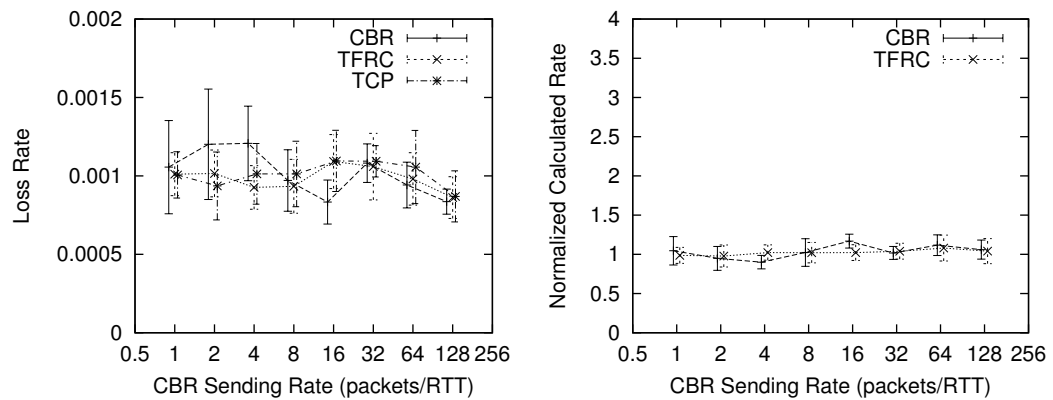 0.002
0.0015
0.001
0.0005
0
Loss Rate
CBR
TFRC
TCP
0.5 1 2 4 8 16 32 64 128 256
CBR Sending Rate (packets/RTT)
4
3.5
3
2.5
2
1.5
1
0.5
0
Normalized Calculated Rate
CBR
TFRC
0.5 1 2 4 8 16 32 64 128 256
CBR Sending Rate (packets/RTT)